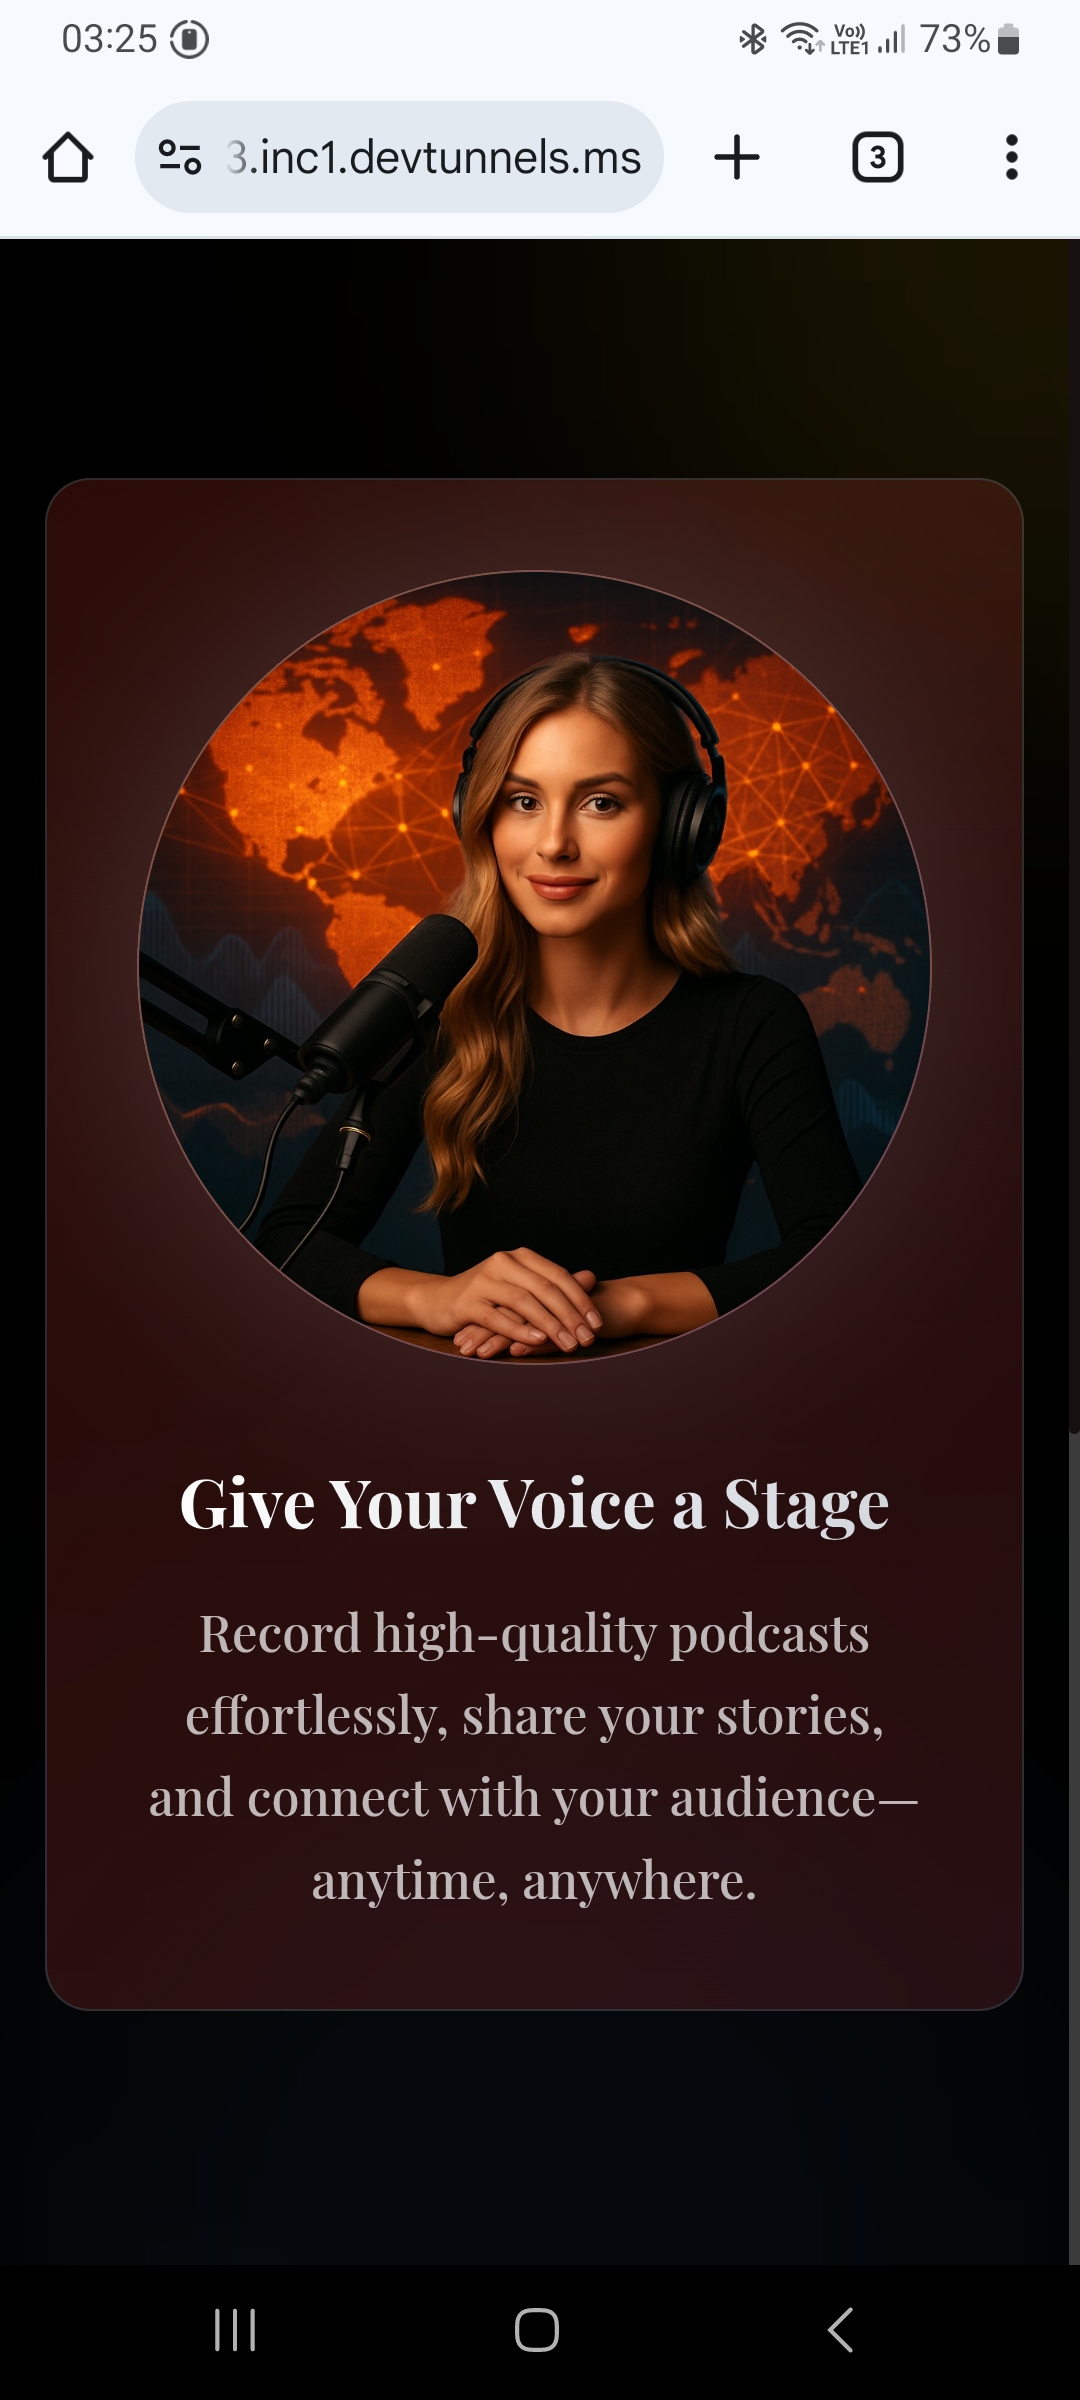 03:25
Vo)) LTE1 73%
3.inc1.devtunnels.ms
3
Give Your Voice a Stage
Record high-quality podcasts
effortlessly, share your stories,
and connect with your audience—
anytime, anywhere.